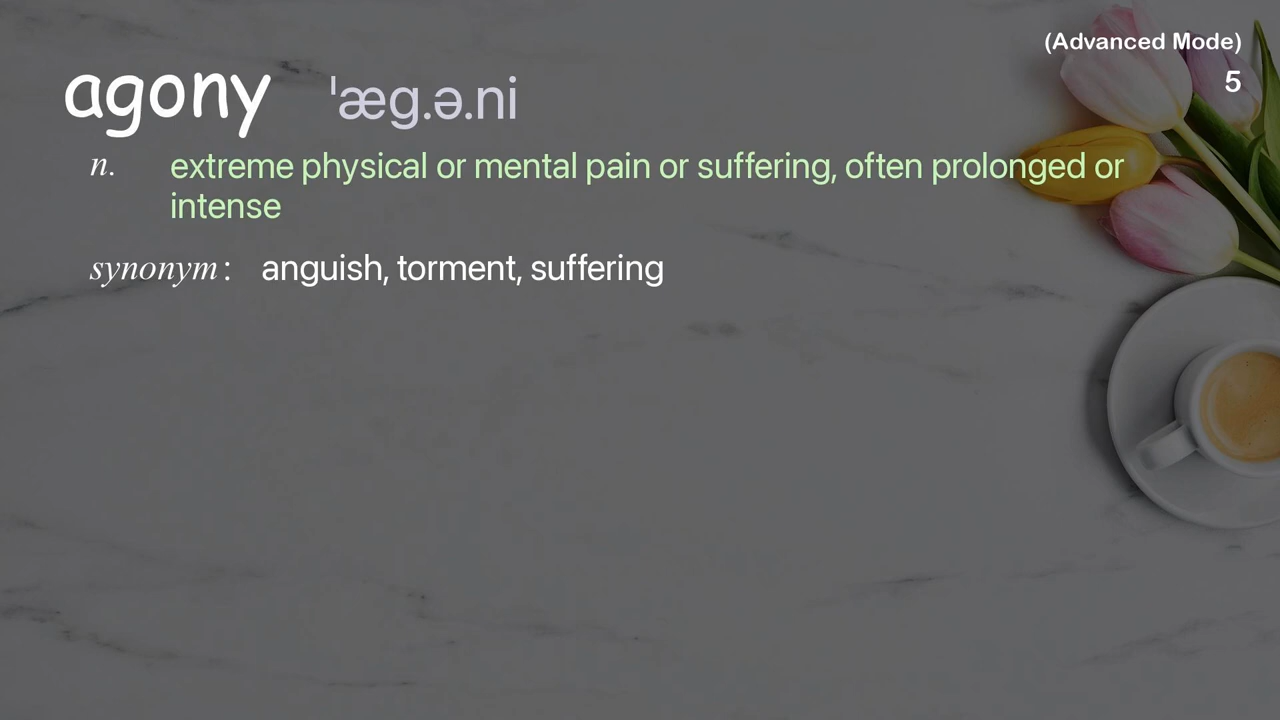 (Advanced Mode)
5
agony ˈæɡ.ə.ni
n. extreme physical or mental pain or suffering, often prolonged or
intense
synonym: anguish, torment, suffering